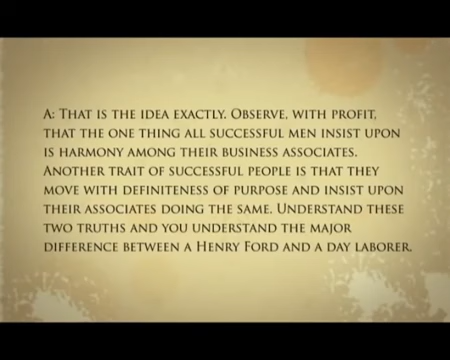 A: That is the idea exactly. Observe, with profit,
that the one thing all successful men insist upon
is harmony among their business associates.
Another trait of successful people is that they
move with definiteness of purpose and insist upon
their associates doing the same. Understand these
two truths and you understand the major
difference between a Henry Ford and a day laborer.